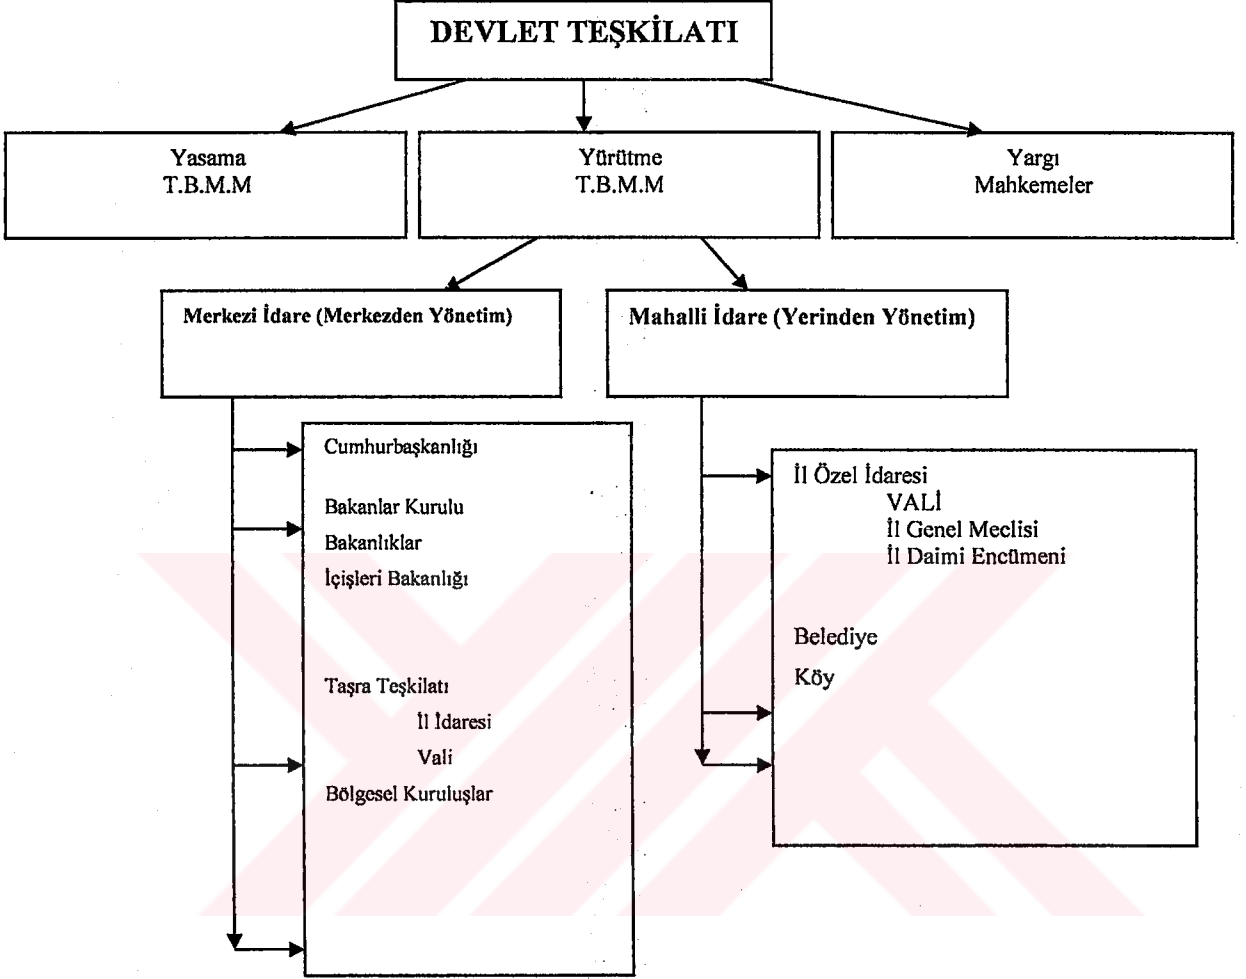 DEVLET TEŞKİLATI
Yasama
T.B.M.M
Yürütme
T.B.M.M
Yargı
Mahkemeler
Merkezi İdare (Merkezden Yönetim)
Mahalli İdare (Yerinden Yönetim)
Cumhurbaşkanlığı
Bakanlar Kurulu
Bakanlıklar
İçişleri Bakanlığı
Taşra Teşkilatı
İl İdaresi
Vali
Bölgesel Kuruluşlar
İl Özel İdaresi
VALİ
İl Genel Meclisi
İl Daimi Encümeni
Belediye
Köy